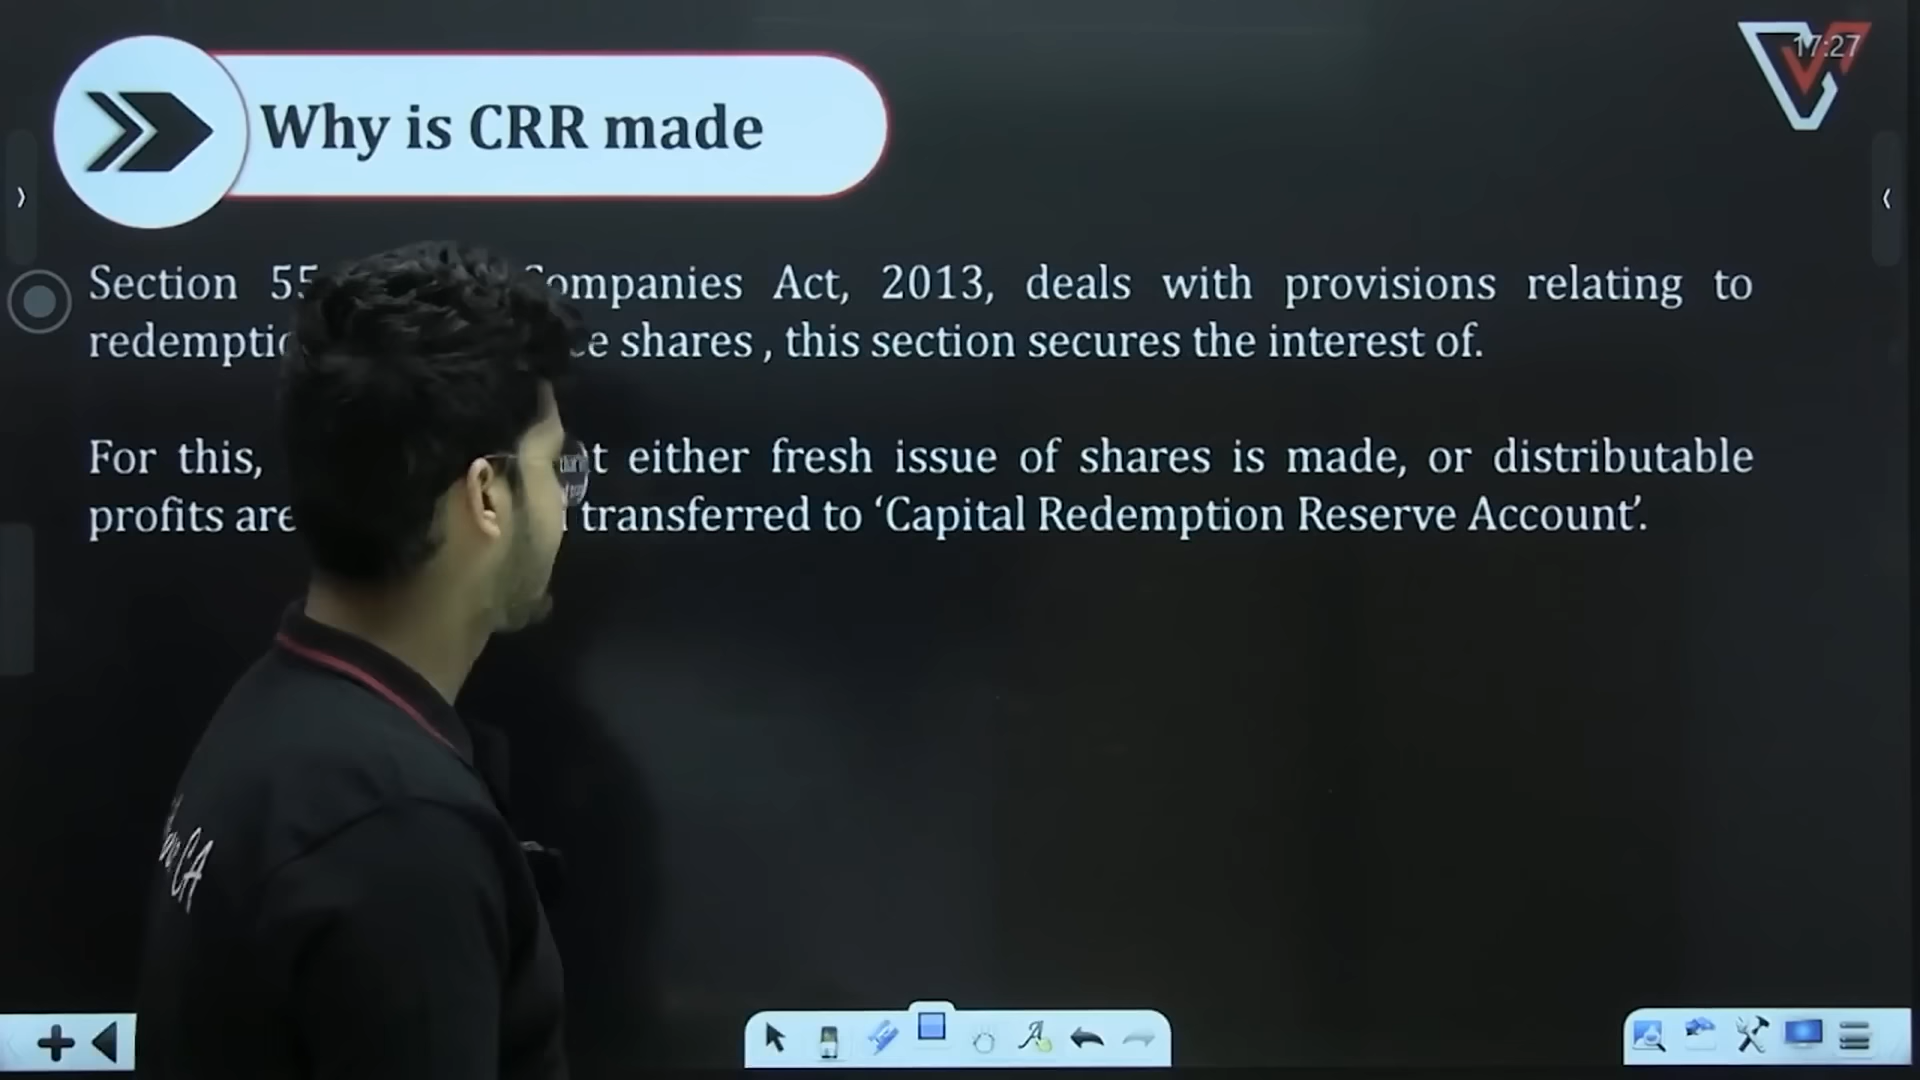 17:27
Why is CRR made
Section 55 Companies Act, 2013, deals with provisions relating to
shares , this section secures the interest of.
For this, either fresh issue of shares is made, or distributable
profits are transferred to ‘Capital Redemption Reserve Account’.
CA